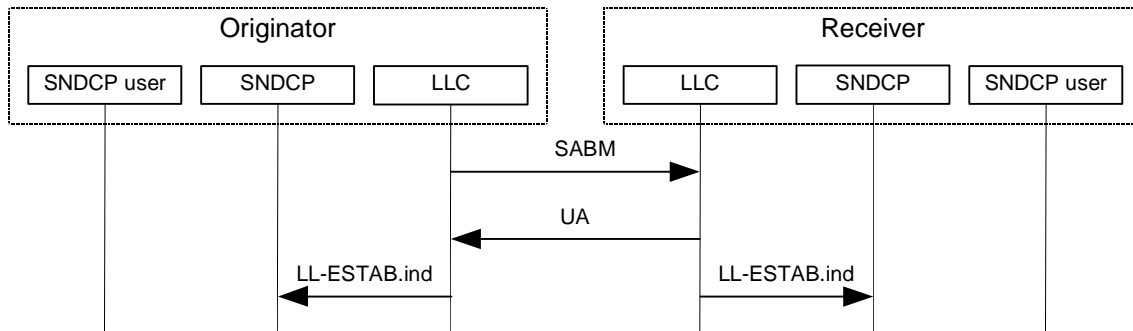 Originator
Receiver
SNDCP user
SNDCP
LLC
LLC
SNDCP
SNDCP user
SABM
UA
LL-ESTAB.ind
LL-ESTAB.ind